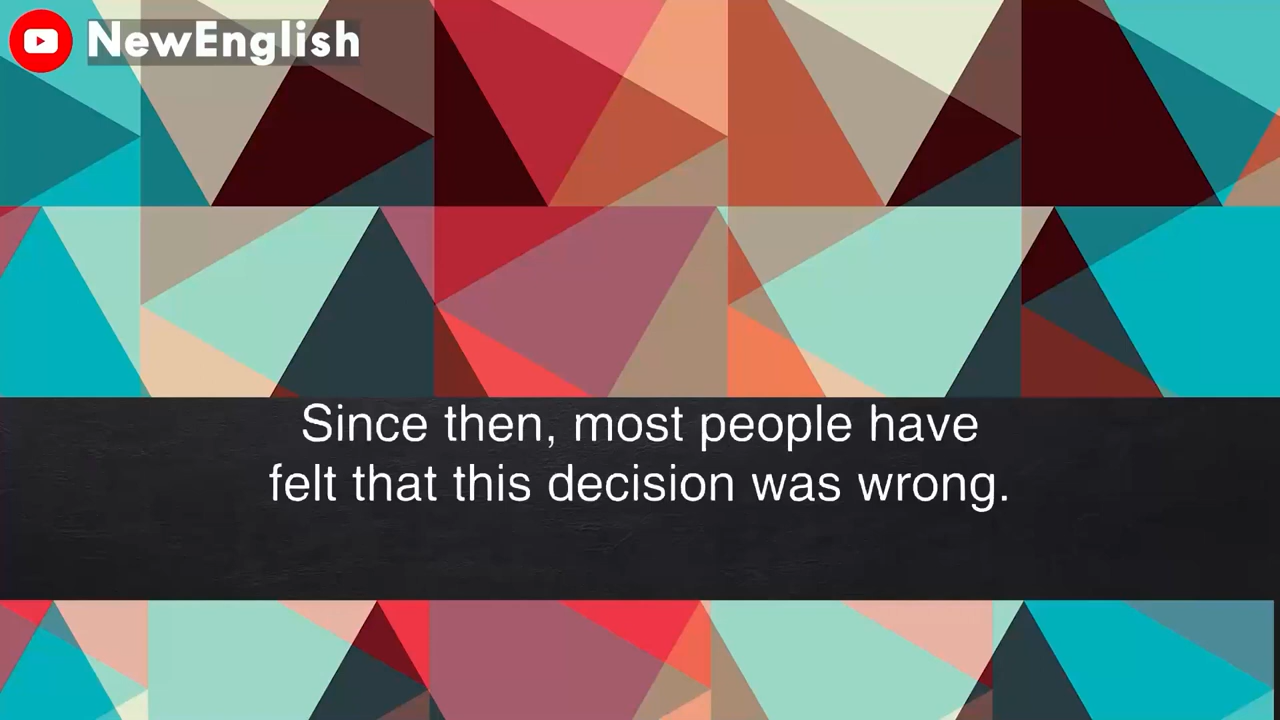 NewEnglish
Since then, most people have
felt that this decision was wrong.